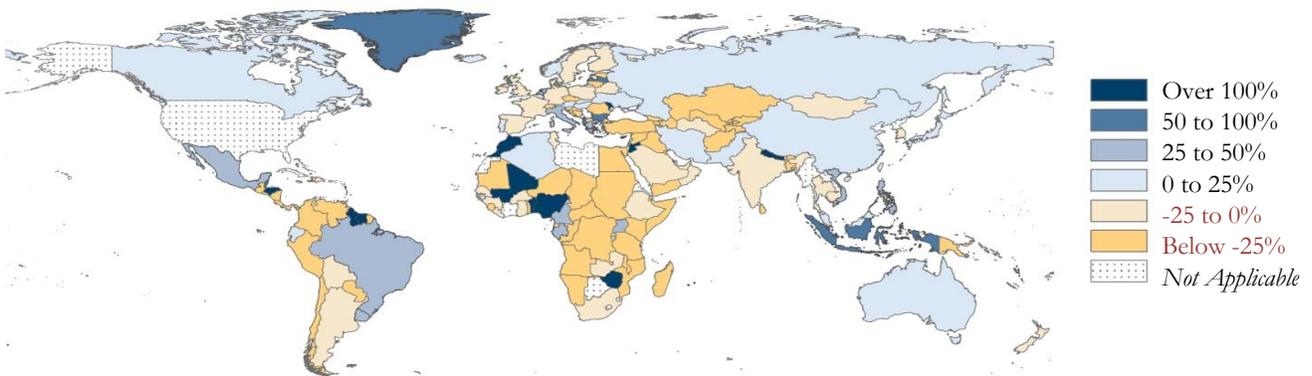 Over 100%
50 to 100%
25 to 50%
0 to 25%
-25 to 0%
Below -25%
Not Applicable